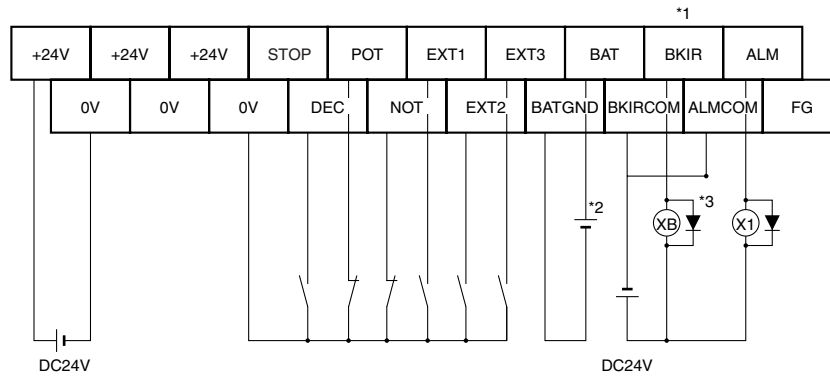 *1
+24V +24V +24V STOP POT EXT1 EXT3 BAT BKIR ALM
0V 0V 0V DEC NOT EXT2 BATGND BKIRCOM ALMCOM FG
*2 *3
XB X1
DC24V DC24V